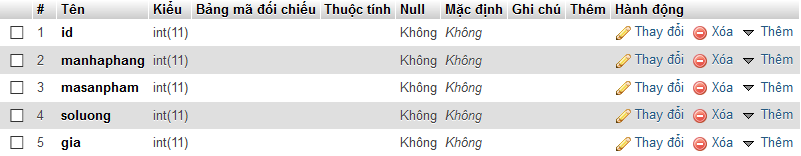 # Tên Kiểu Bảng mã đối chiếu Thuộc tính Null Mặc định Ghi chú Thêm Hành động
1 id int(11) Không Không Thay đổi Xóa Thêm
2 manhaphang int(11) Không Không Thay đổi Xóa Thêm
3 masanpham int(11) Không Không Thay đổi Xóa Thêm
4 soluong int(11) Không Không Thay đổi Xóa Thêm
5 gia int(11) Không Không Thay đổi Xóa Thêm